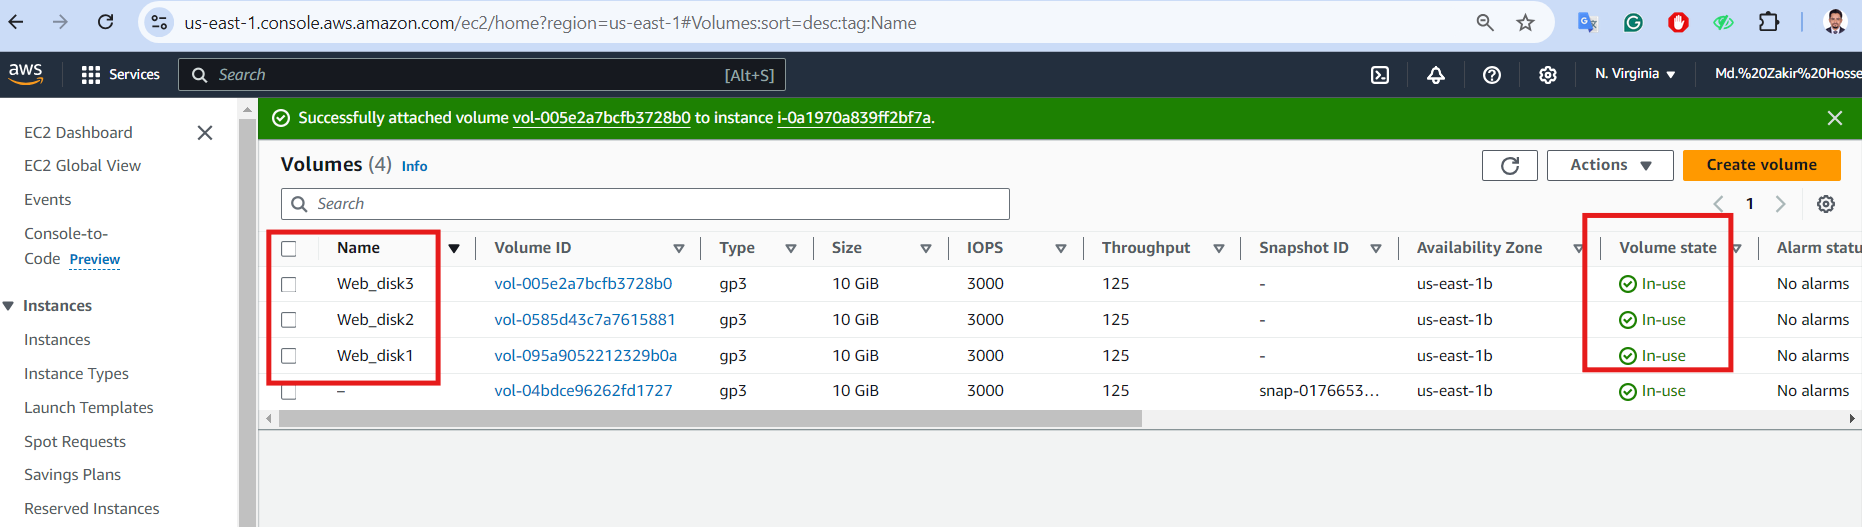 us-east-1.console.aws.amazon.com/ec2/home?region=us-east-1#Volumes:sort=desc:tag:Name
aws Services Search [Alt+S] N. Virginia Md.%20Zakir%20Hosse
EC2 Dashboard
EC2 Global View
Events
Console-to-
Code Preview
Instances
Instances
Instance Types
Launch Templates
Spot Requests
Savings Plans
Reserved Instances
Successfully attached volume vol-005e2a7bcfb3728b0 to instance i-0a1970a839ff2bf7a.
Volumes (4) Info Actions Create volume
Search 1
Name Volume ID Type Size IOPS Throughput Snapshot ID Availability Zone Volume state Alarm statu
Web_disk3 vol-005e2a7bcfb3728b0 gp3 10 GiB 3000 125 - us-east-1b In-use No alarms
Web_disk2 vol-0585d43c7a7615881 gp3 10 GiB 3000 125 - us-east-1b In-use No alarms
Web_disk1 vol-095a9052212329b0a gp3 10 GiB 3000 125 - us-east-1b In-use No alarms
– vol-04bdce96262fd1727 gp3 10 GiB 3000 125 snap-0176653... us-east-1b In-use No alarms